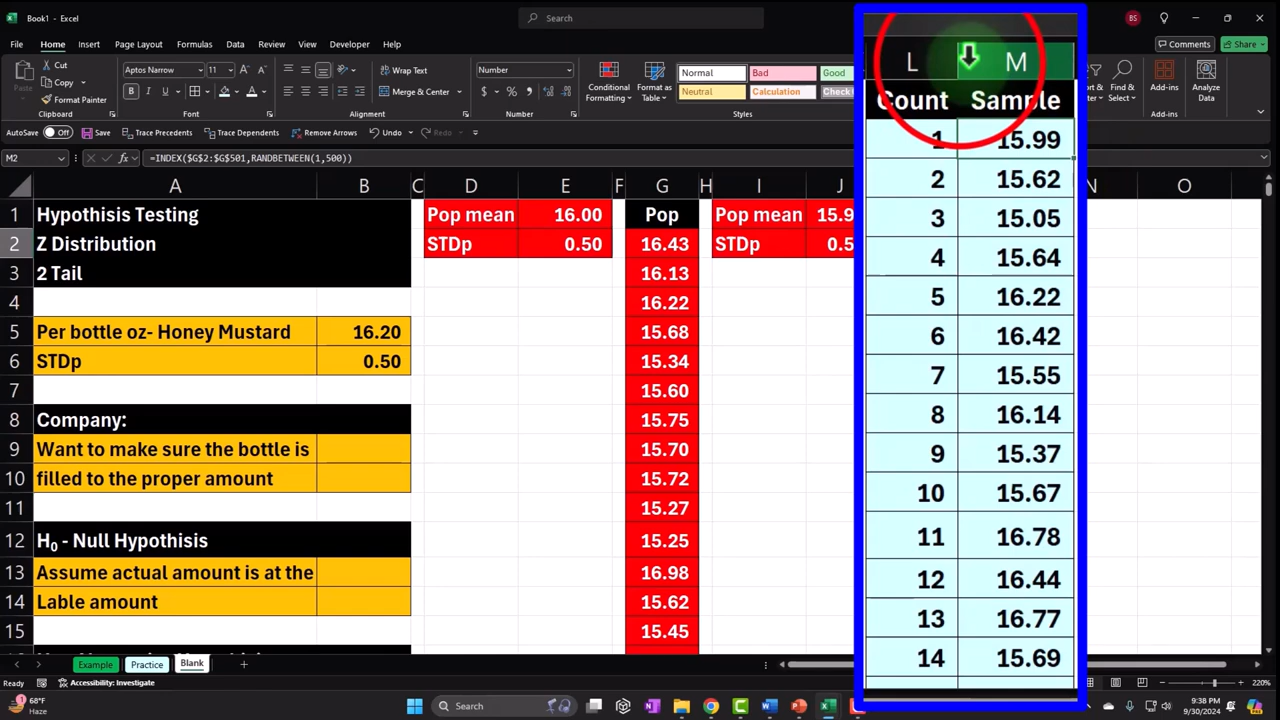 Book1 - Excel
Search
BS
File Home Insert Draw Page Layout Formulas Data Review View Developer Help
Comments Share
Cut
Copy
Format Painter
Paste
Clipboard
Aptos Narrow 11
B I U
Font
Wrap Text
Merge & Center
Alignment
Number
$ % ,
Number
Conditional Formatting
Format as Table
Normal Bad Good
Neutral Calculation
Styles
Sort & Filter
Find & Select
Editing
Add-ins
Add-ins
Analyze Data
AutoSave Off Save Trace Precedents Trace Dependents Remove Arrows Undo Redo
M2 fx =INDEX($G$2:$G$501,RANDBETWEEN(1,500))
A B C D E F G H I J L M N O
1 Hypothisis Testing Pop mean 16.00 Pop Pop mean 15.9 Count Sample
2 Z Distribution STDp 0.50 16.43 STDp 0.5 1 15.99
3 2 Tail 16.13 2 15.62
4 16.22 3 15.05
5 Per bottle oz- Honey Mustard 16.20 15.68 4 15.64
6 STDp 0.50 15.34 5 16.22
7 15.60 6 16.42
8 Company: 15.75 7 15.55
9 Want to make sure the bottle is 15.70 8 16.14
10 filled to the proper amount 15.72 9 15.37
11 15.27 10 15.67
12 H0 - Null Hypothisis 15.25 11 16.78
13 Assume actual amount is at the 16.98 12 16.44
14 Lable amount 15.62 13 16.77
15 15.45 14 15.69
Example Practice Blank
Ready Accessibility: Investigate 220%
68°F
Haze
Search
9:38 PM
9/30/2024